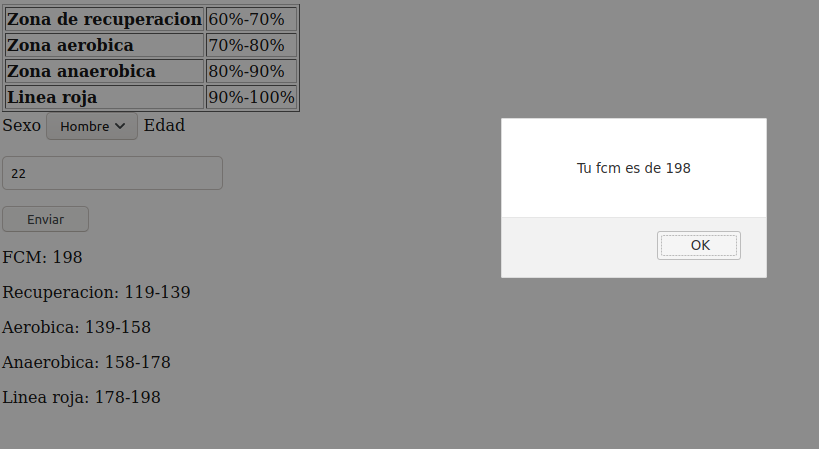 Zona de recuperacion 60%-70%
Zona aerobica 70%-80%
Zona anaerobica 80%-90%
Linea roja 90%-100%
Sexo Hombre Edad
22
Enviar
FCM: 198
Recuperacion: 119-139
Aerobica: 139-158
Anaerobica: 158-178
Linea roja: 178-198
Tu fcm es de 198
OK